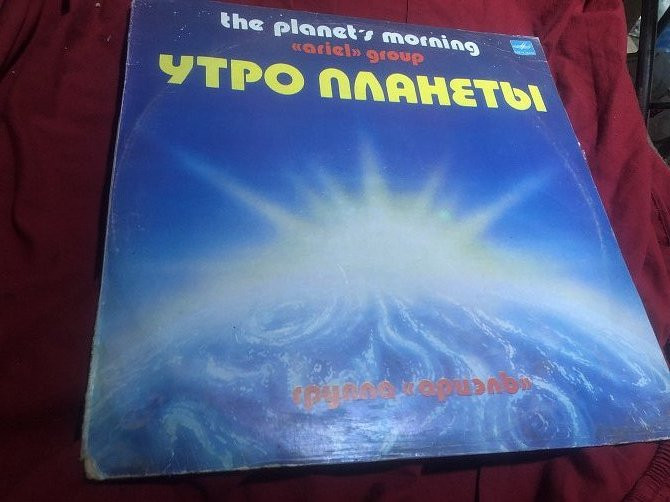 the planet's morning
«ariel» group
УТРО ПЛАНЕТЫ
группа «ариэль»